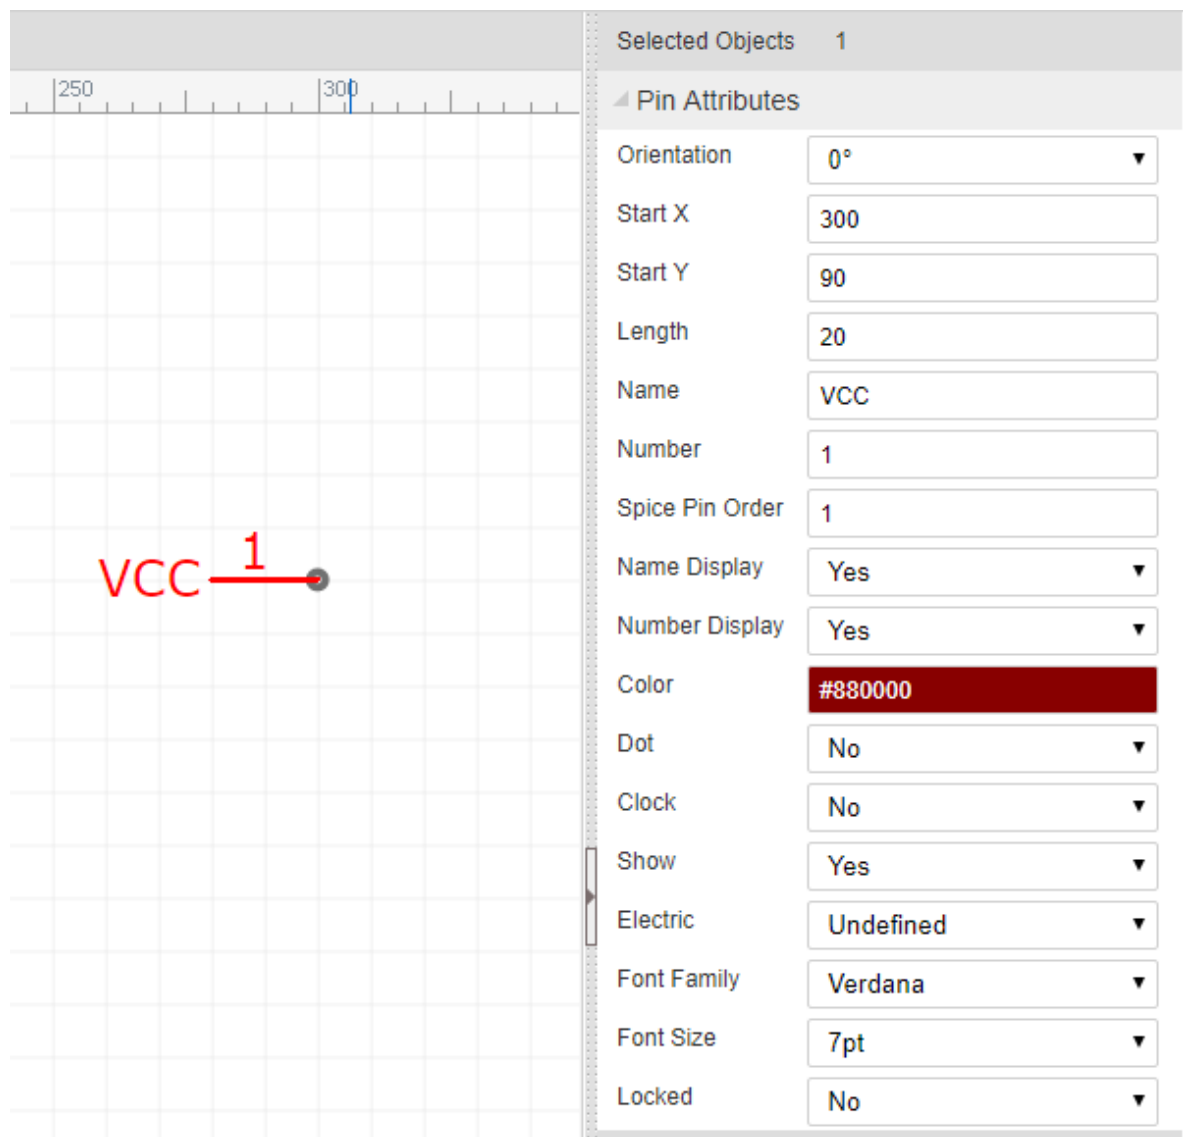 Selected Objects 1
250 300
Pin Attributes
Orientation 0°
Start X 300
Start Y 90
Length 20
Name VCC
Number 1
Spice Pin Order 1
Name Display Yes
Number Display Yes
Color #880000
Dot No
Clock No
Show Yes
Electric Undefined
Font Family Verdana
Font Size 7pt
Locked No
1
VCC